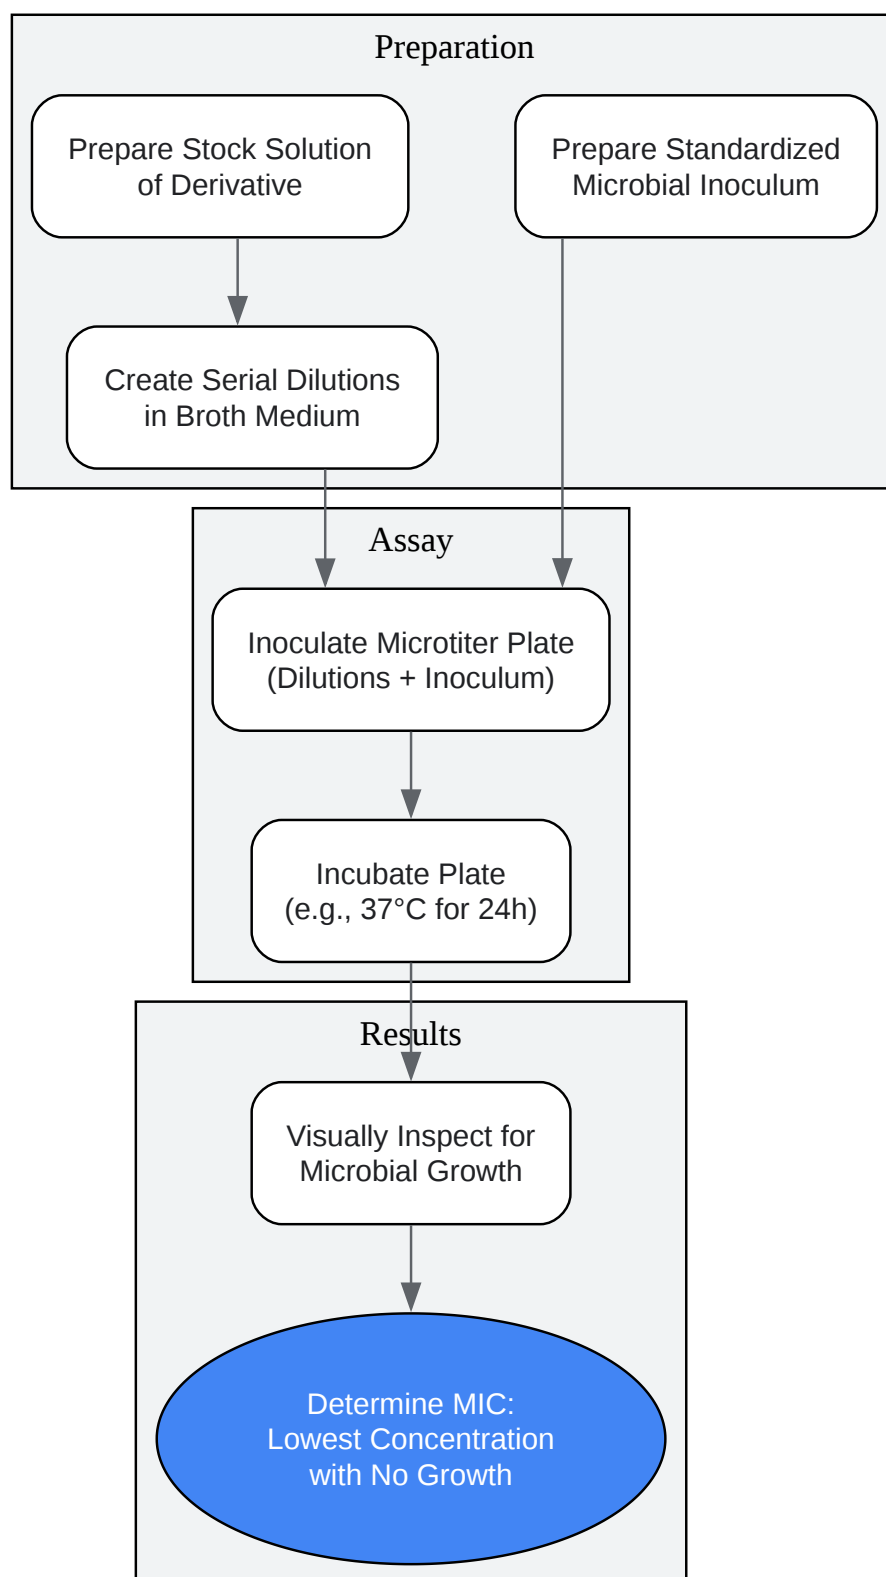 Preparation
Prepare Stock Solution
of Derivative
Prepare Standardized
Microbial Inoculum
Create Serial Dilutions
in Broth Medium
Assay
Inoculate Microtiter Plate
(Dilutions + Inoculum)
Incubate Plate
(e.g., 37°C for 24h)
Results
Visually Inspect for
Microbial Growth
Determine MIC:
Lowest Concentration
with No Growth